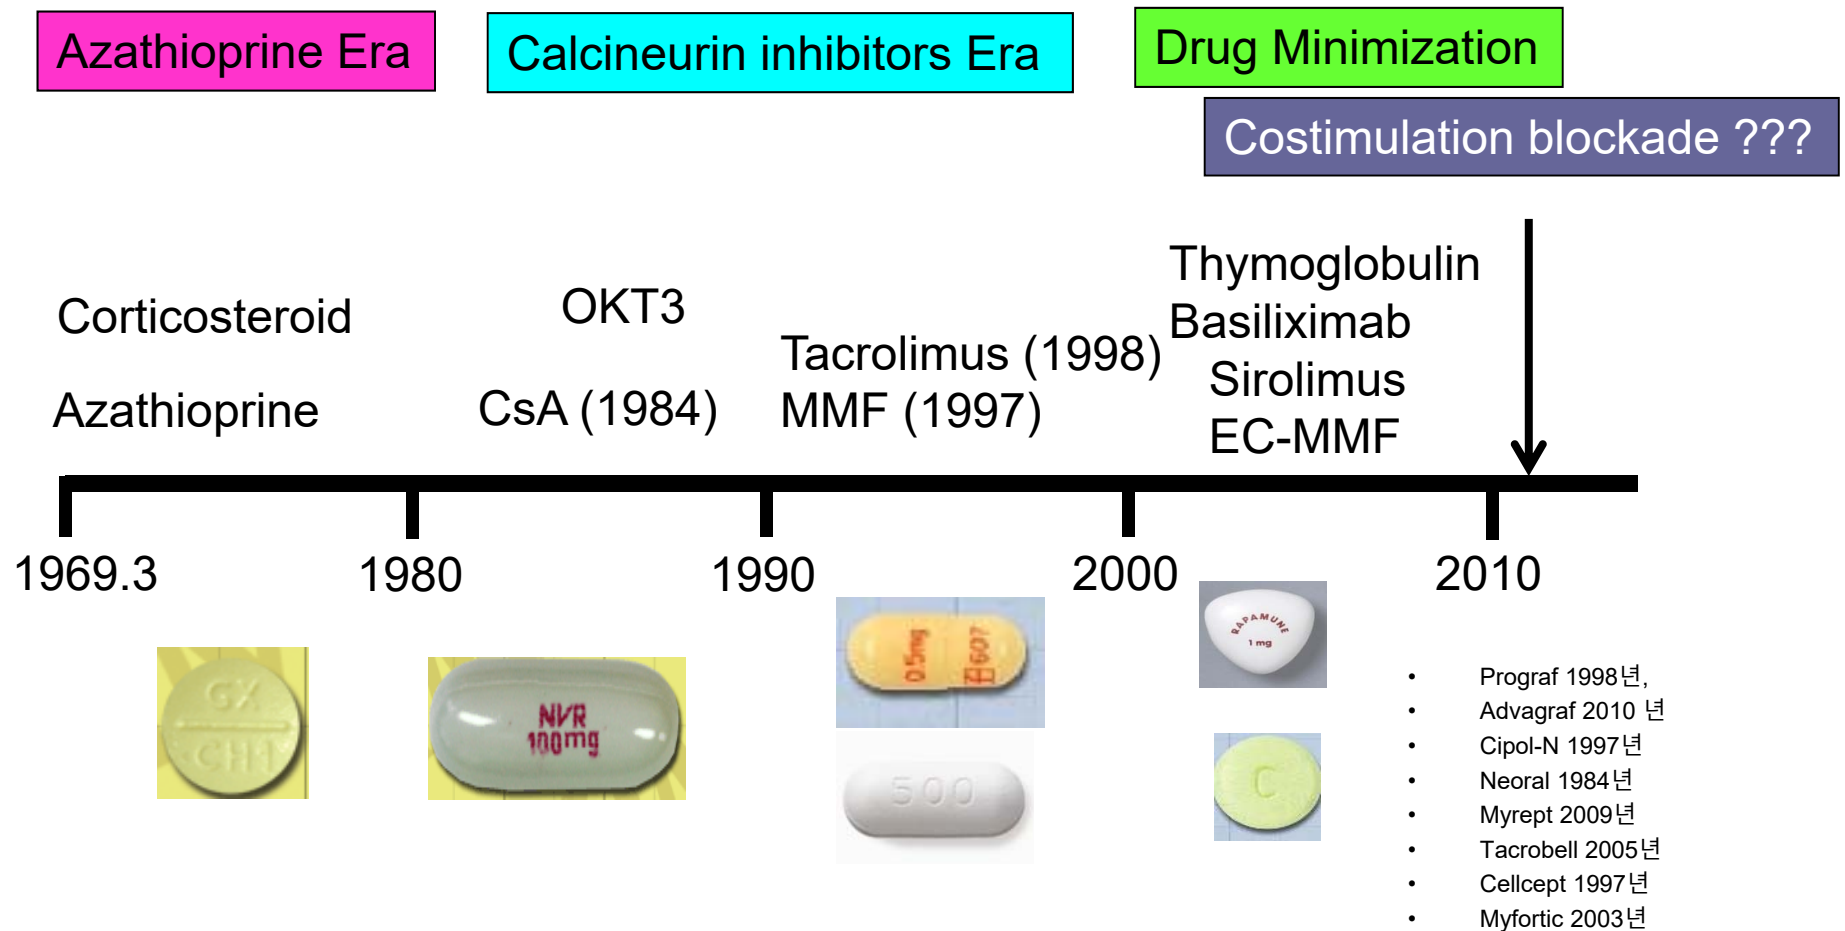 Azathioprine Era
Calcineurin inhibitors Era
Drug Minimization
Costimulation blockade ???
Corticosteroid
Azathioprine
OKT3
CsA (1984)
Tacrolimus (1998)
MMF (1997)
Thymoglobulin
Basiliximab
Sirolimus
EC-MMF
1969.3
1980
1990
2000
2010
GX
CH1
NVR
100mg
0.5mg
607
500
RAPAMUNE
1 mg
C
• Prograf 1998년,
• Advagraf 2010 년
• Cipol-N 1997년
• Neoral 1984년
• Myrept 2009년
• Tacrobell 2005년
• Cellcept 1997년
• Myfortic 2003년